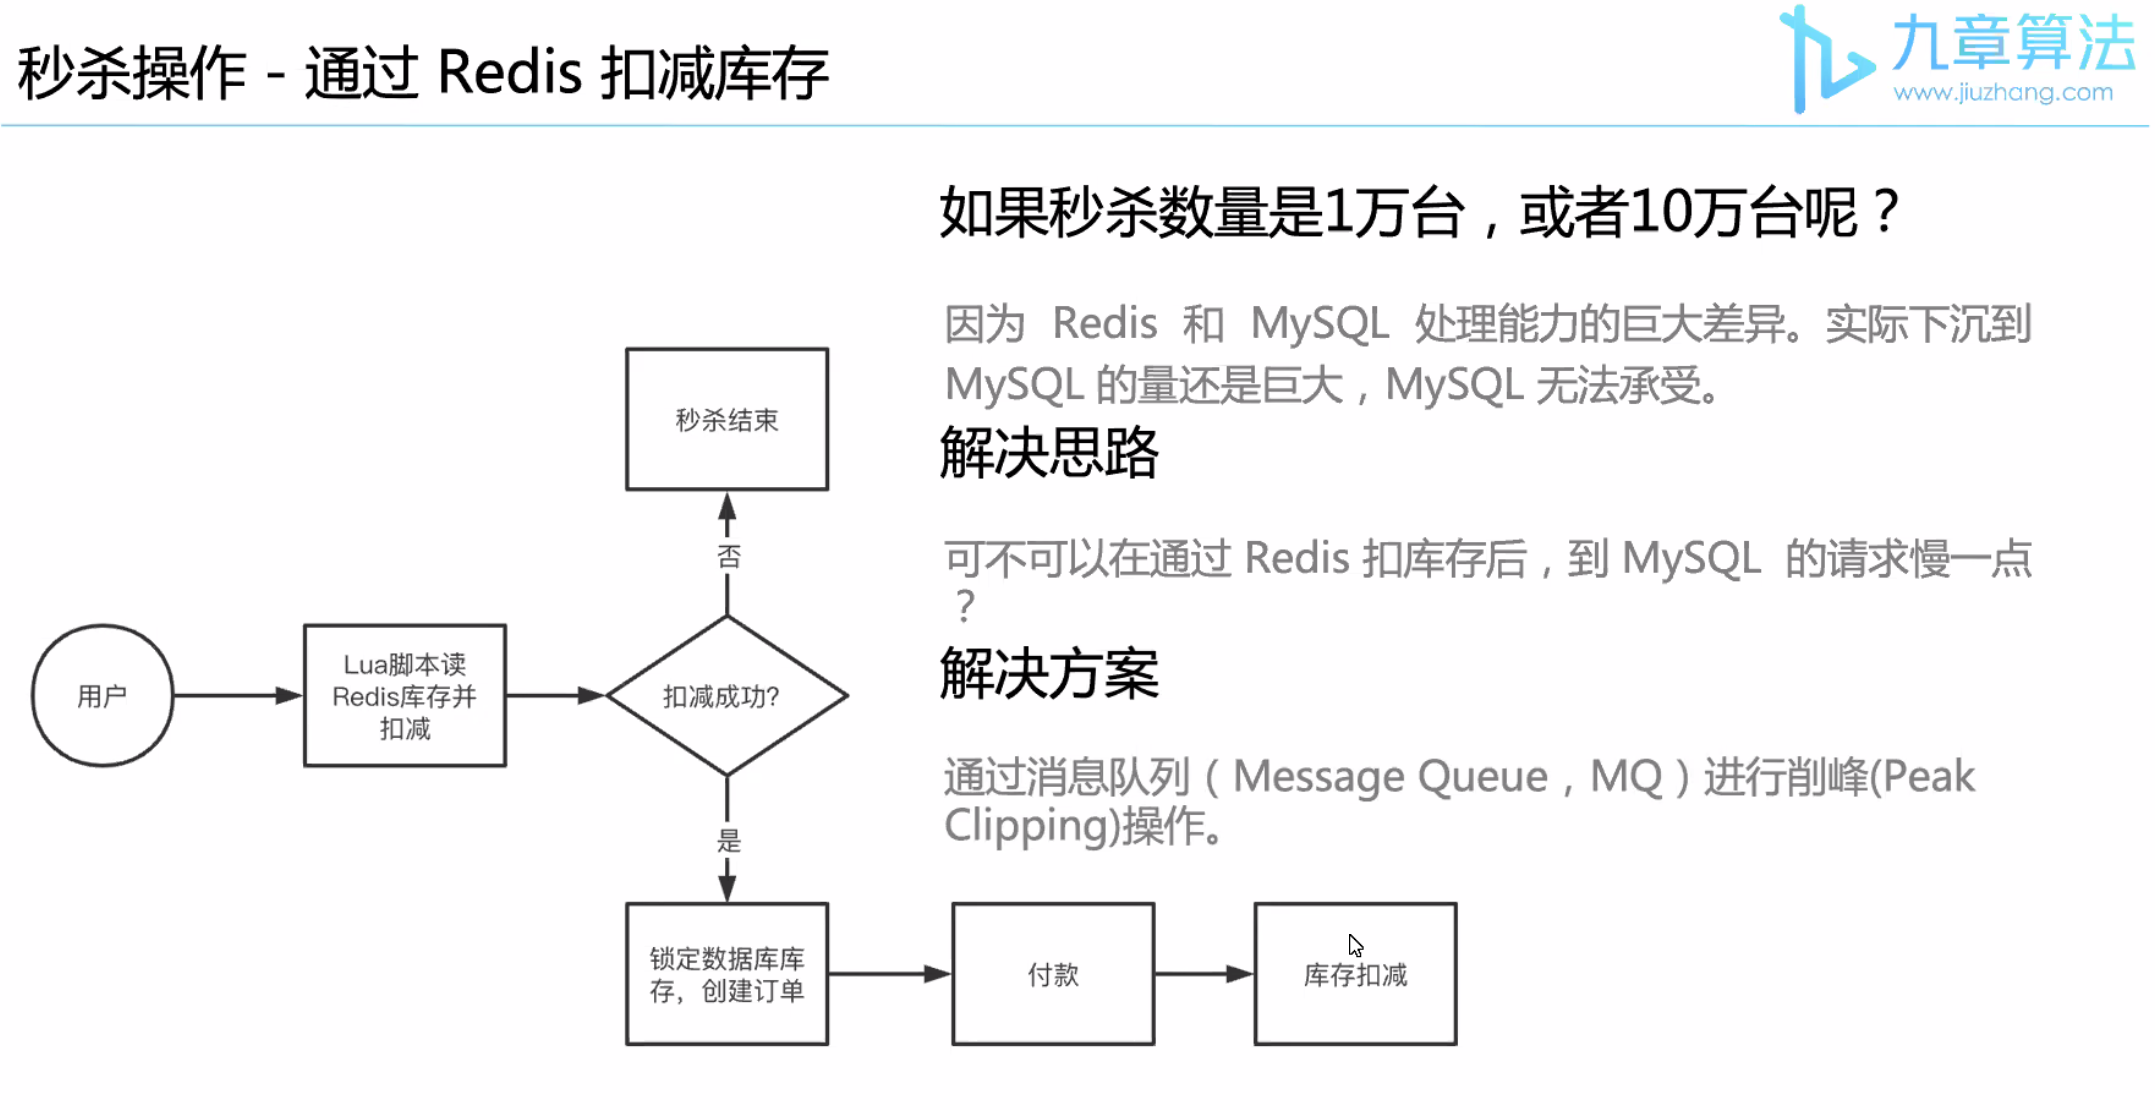 秒杀操作 - 通过 Redis 扣减库存
九章算法
www.jiuzhang.com
如果秒杀数量是1万台，或者10万台呢？
因为 Redis 和 MySQL 处理能力的巨大差异。实际下沉到
MySQL 的量还是巨大，MySQL 无法承受。
解决思路
可不可以在通过 Redis 扣库存后，到 MySQL 的请求慢一点
？
解决方案
通过消息队列（Message Queue，MQ）进行削峰(Peak
Clipping)操作。
秒杀结束
否
用户
Lua脚本读
Redis库存并
扣减
扣减成功?
是
锁定数据库库
存，创建订单
付款
库存扣减